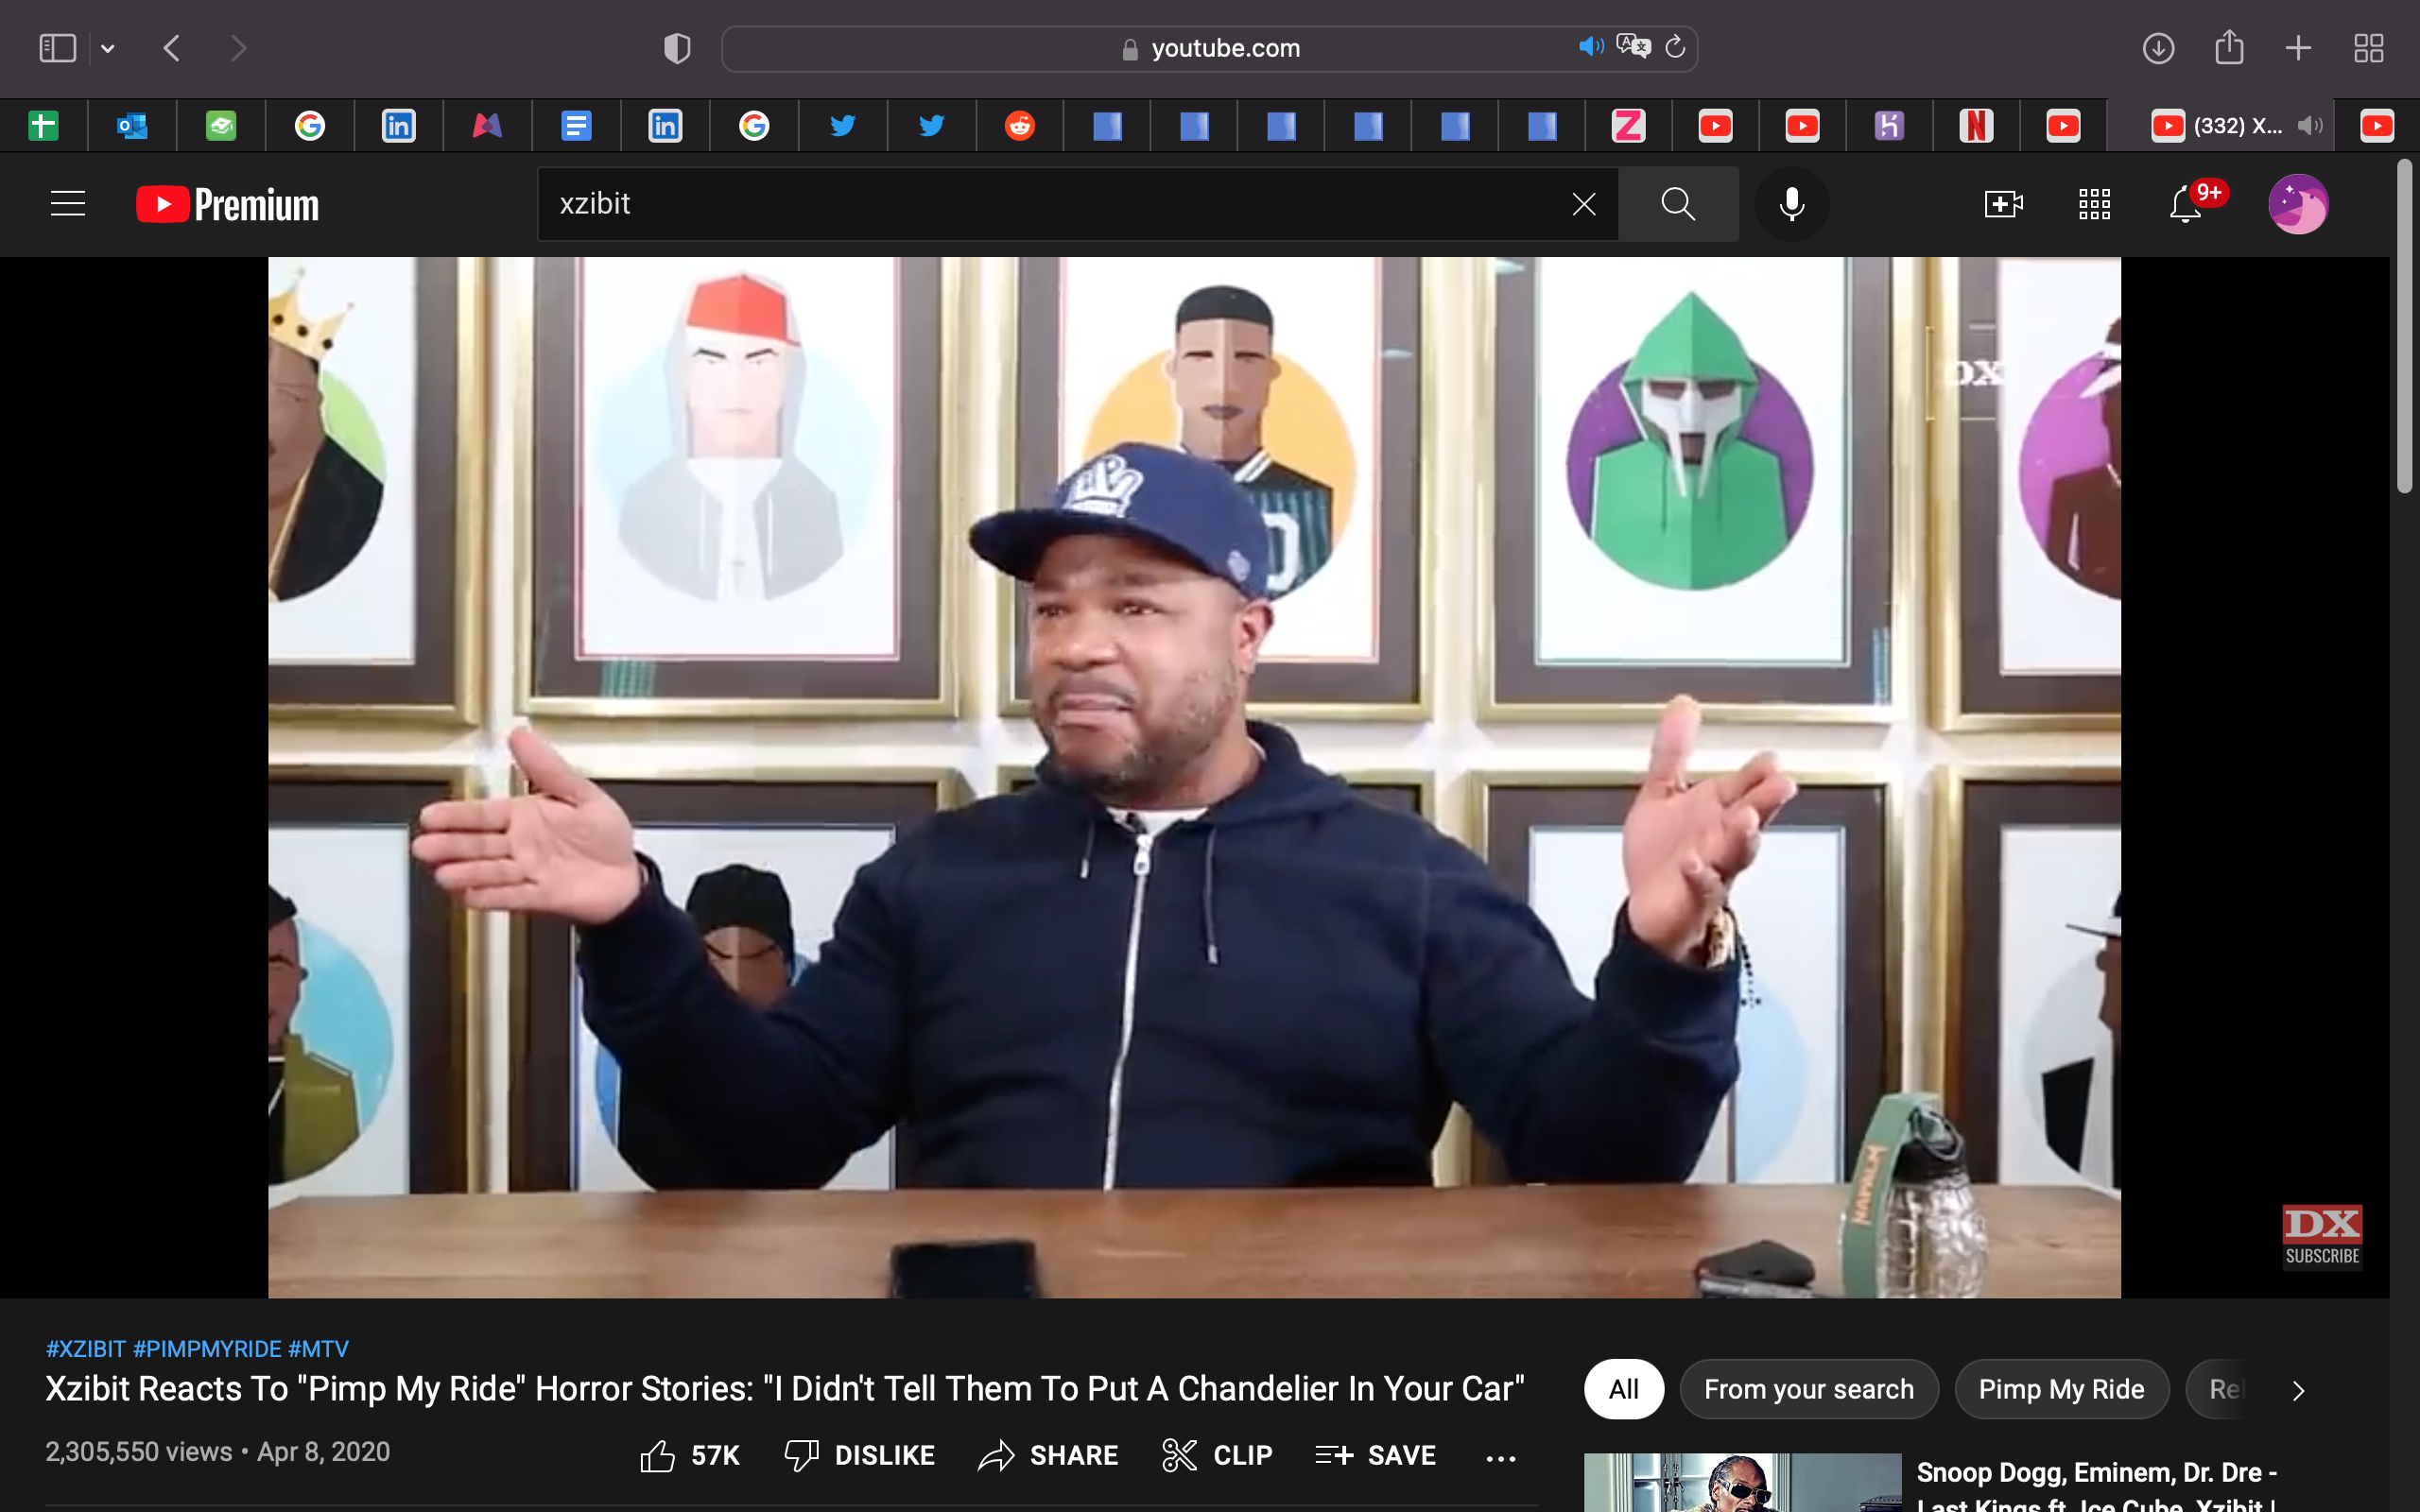 youtube.com
(332) X...
Premium
xzibit
9+
DX
NAPALM
DX
SUBSCRIBE
#XZIBIT #PIMPMYRIDE #MTV
Xzibit Reacts To "Pimp My Ride" Horror Stories: "I Didn't Tell Them To Put A Chandelier In Your Car"
2,305,550 views • Apr 8, 2020
57K
DISLIKE
SHARE
CLIP
SAVE
All
From your search
Pimp My Ride
Rel
Snoop Dogg, Eminem, Dr. Dre -
Last Kings ft. Ice Cube, Xzibit |